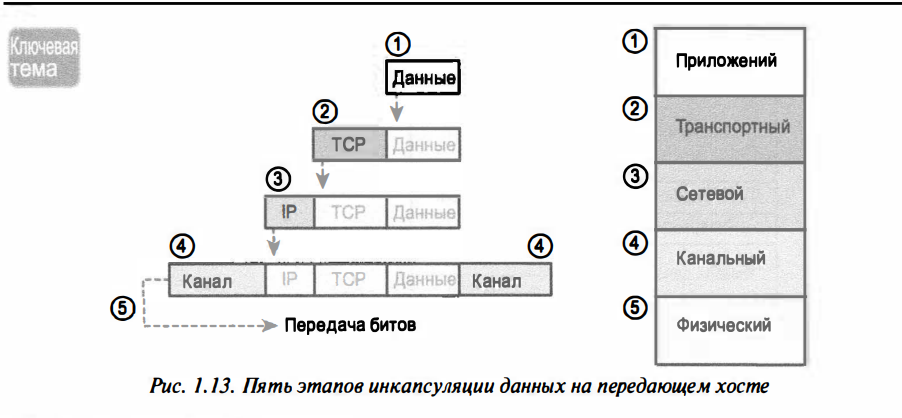 Ключевая
тема
①
Данные
②
TCP Данные
③
IP TCP Данные
④ ④
Канал IP TCP Данные Канал
⑤
Передача битов
① Приложений
② Транспортный
③ Сетевой
④ Канальный
⑤ Физический
Рис. 1.13. Пять этапов инкапсуляции данных на передающем хосте